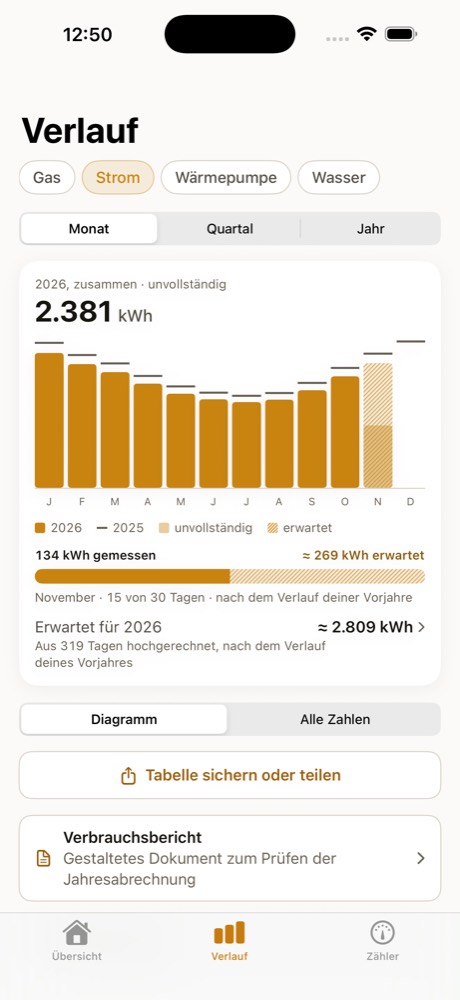 12:50
Verlauf
Gas Strom Wärmepumpe Wasser
Monat Quartal Jahr
2026, zusammen · unvollständig
2.381 kWh
J F M A M J J A S O N D
2026 2025 unvollständig erwartet
134 kWh gemessen ≈ 269 kWh erwartet
November · 15 von 30 Tagen · nach dem Verlauf deiner Vorjahre
Erwartet für 2026 ≈ 2.809 kWh
Aus 319 Tagen hochgerechnet, nach dem Verlauf
deines Vorjahres
Diagramm Alle Zahlen
Tabelle sichern oder teilen
Verbrauchsbericht
Gestaltetes Dokument zum Prüfen der
Jahresabrechnung
Übersicht Verlauf Zähler